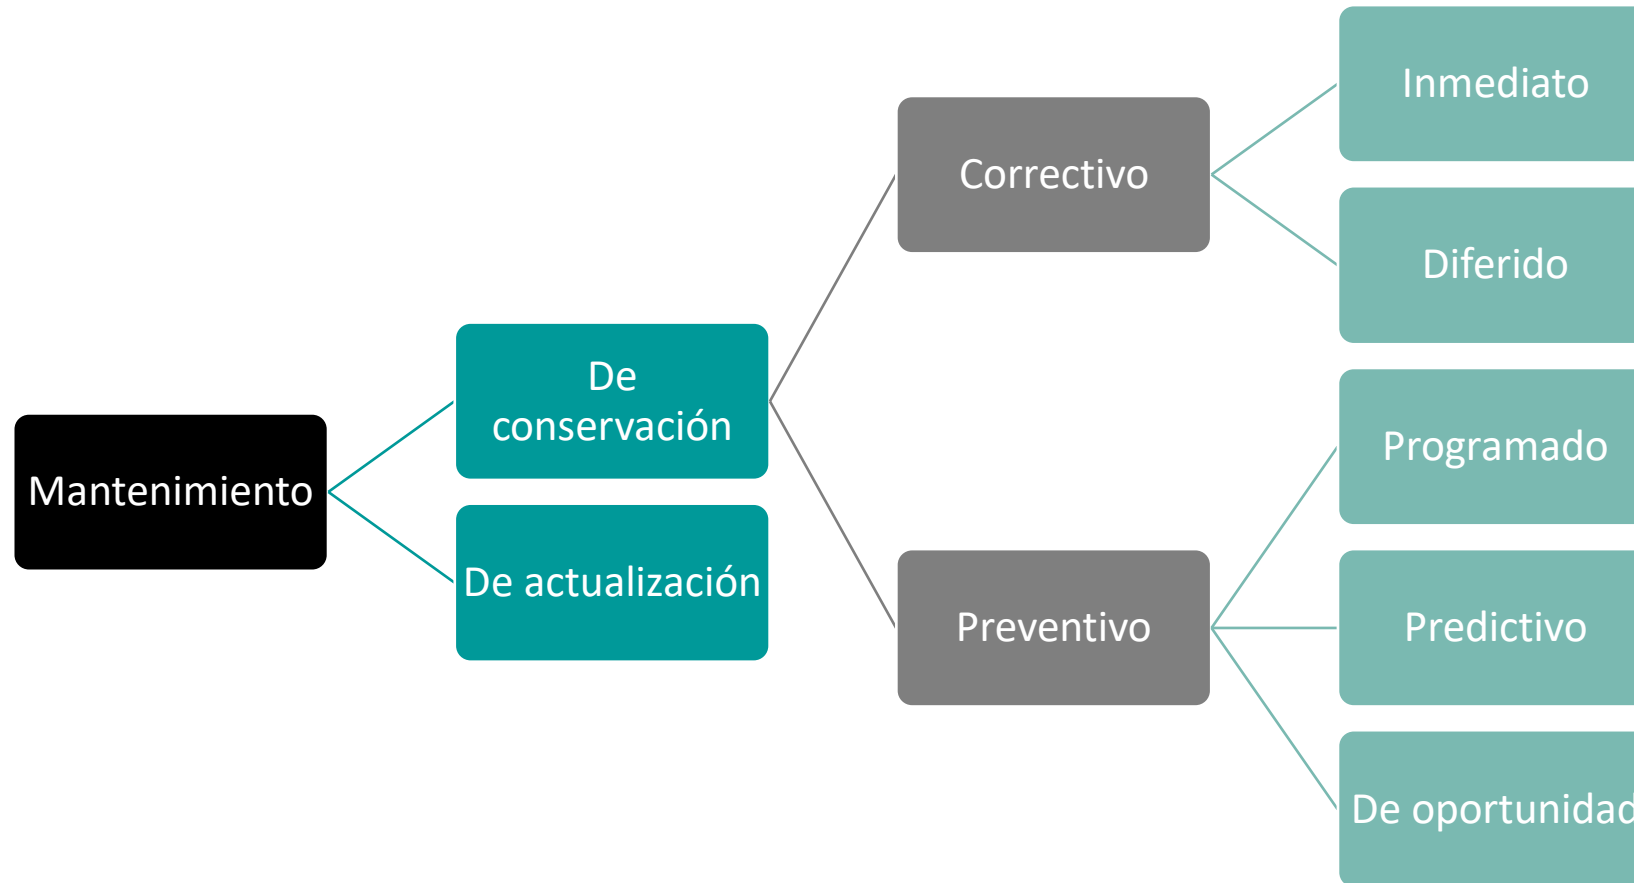 Mantenimiento
De
conservación
De actualización
Correctivo
Preventivo
Inmediato
Diferido
Programado
Predictivo
De oportunidad